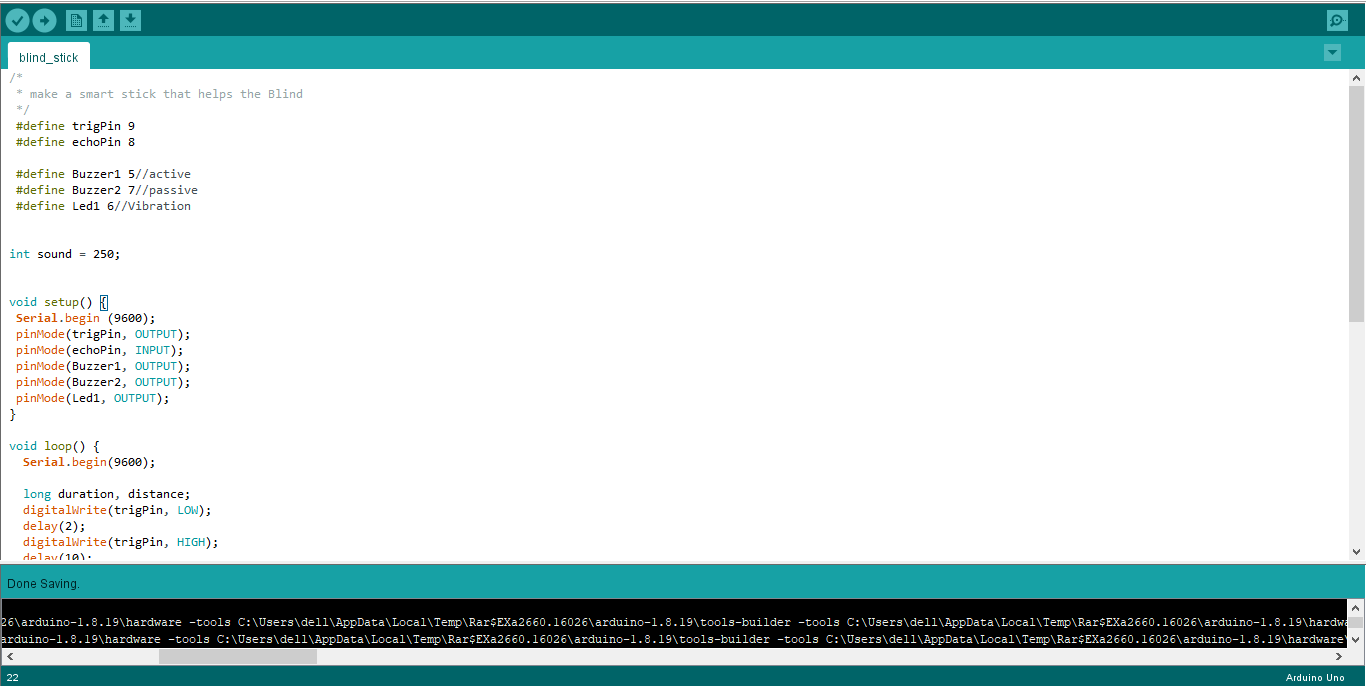 blind_stick
/*
 * make a smart stick that helps the Blind
 */
 #define trigPin 9
 #define echoPin 8
 #define Buzzer1 5//active
 #define Buzzer2 7//passive
 #define Led1 6//Vibration
int sound = 250;
void setup() {
 Serial.begin (9600);
 pinMode(trigPin, OUTPUT);
 pinMode(echoPin, INPUT);
 pinMode(Buzzer1, OUTPUT);
 pinMode(Buzzer2, OUTPUT);
 pinMode(Led1, OUTPUT);
}
void loop() {
  Serial.begin(9600);
  long duration, distance;
  digitalWrite(trigPin, LOW);
  delay(2);
  digitalWrite(trigPin, HIGH);
  delay(10);
Done Saving.
26\arduino-1.8.19\hardware -tools C:\Users\dell\AppData\Local\Temp\Rar$EXa2660.16026\arduino-1.8.19\tools-builder -tools C:\Users\dell\AppData\Local\Temp\Rar$EXa2660.16026\arduino-1.8.19\hardwa
arduino-1.8.19\hardware -tools C:\Users\dell\AppData\Local\Temp\Rar$EXa2660.16026\arduino-1.8.19\tools-builder -tools C:\Users\dell\AppData\Local\Temp\Rar$EXa2660.16026\arduino-1.8.19\hardware\
22
Arduino Uno